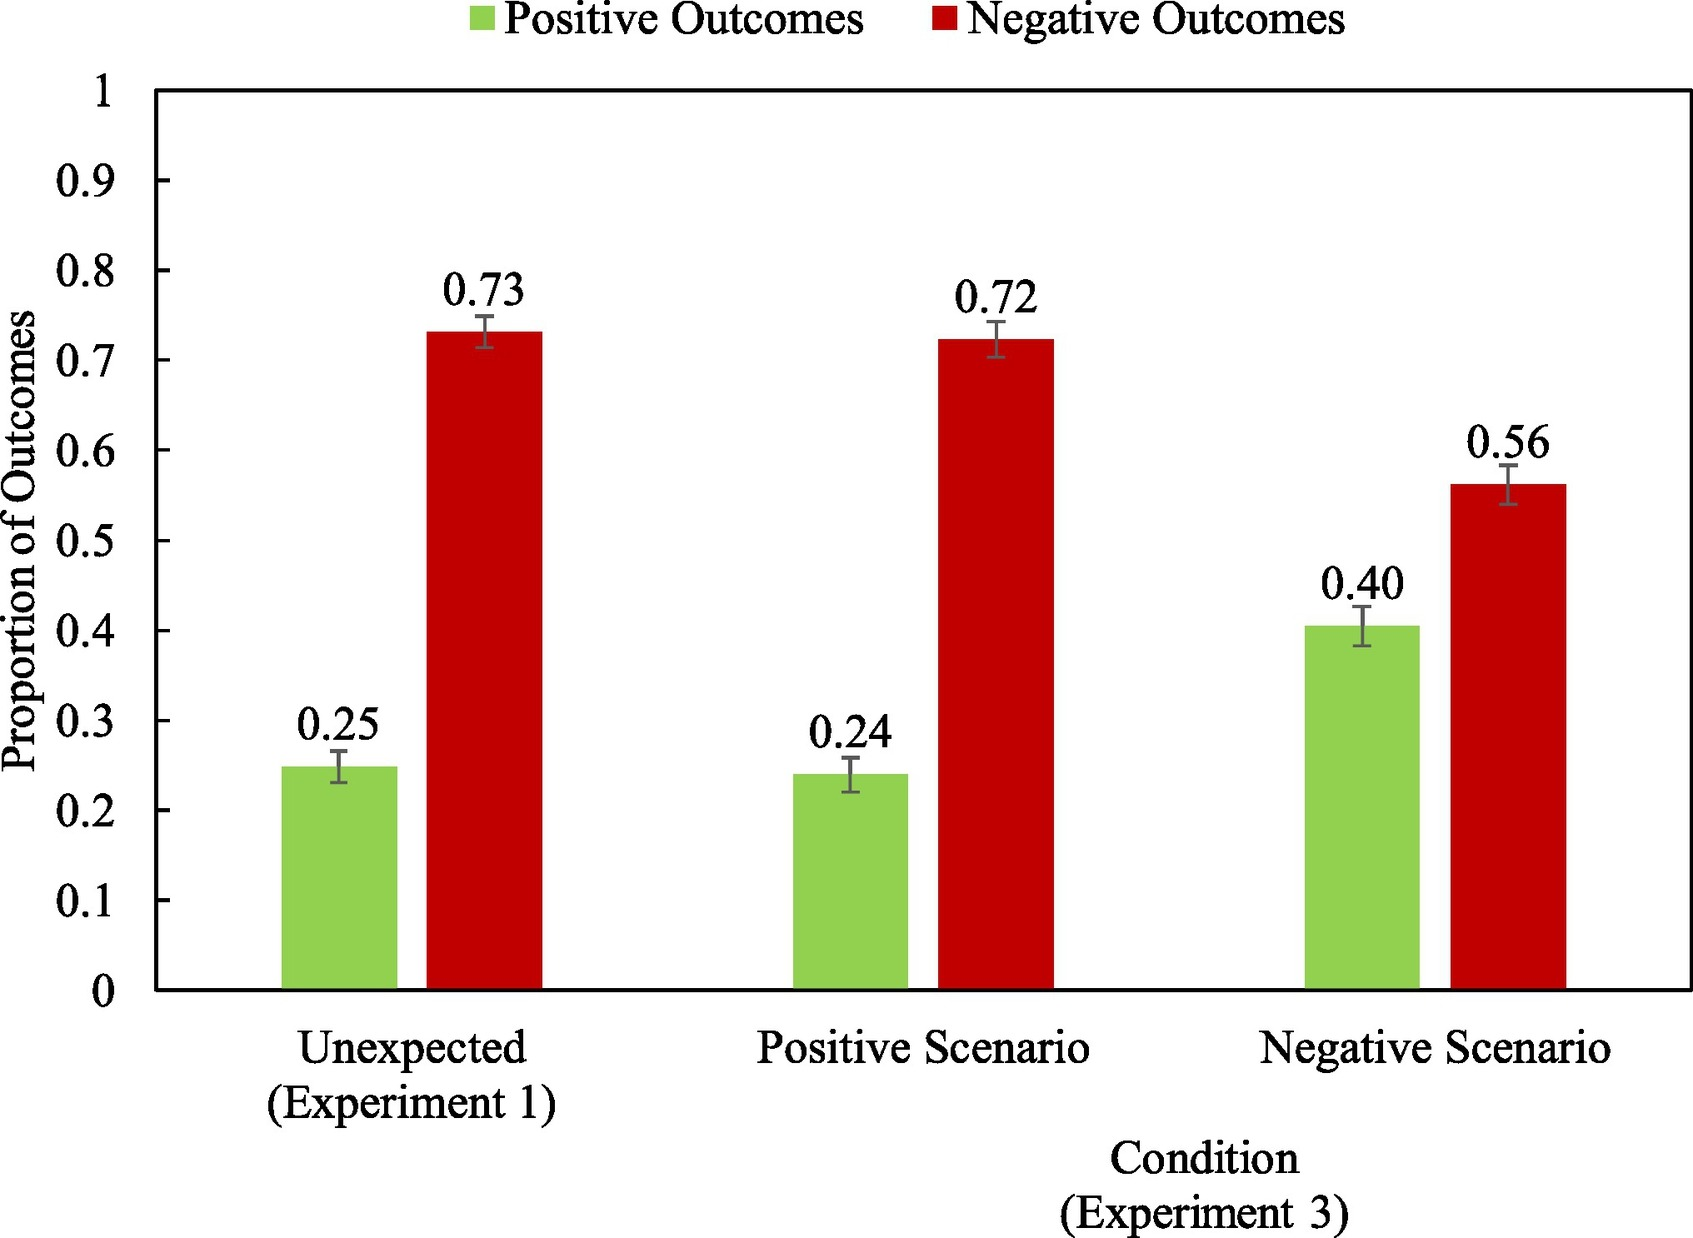 Positive Outcomes
Negative Outcomes
Proportion of Outcomes
1
0.9
0.8
0.7
0.6
0.5
0.4
0.3
0.2
0.1
0
0.25
0.73
0.24
0.72
0.40
0.56
Unexpected
(Experiment 1)
Positive Scenario
Negative Scenario
Condition
(Experiment 3)